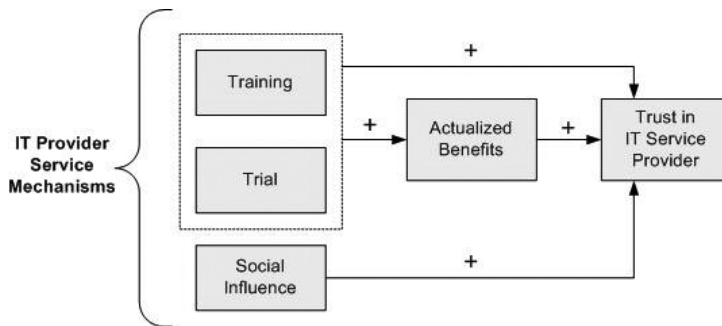 IT Provider
Service
Mechanisms
Training
Trial
Social
Influence
+
+
Actualized
Benefits
+
Trust in
IT Service
Provider
+